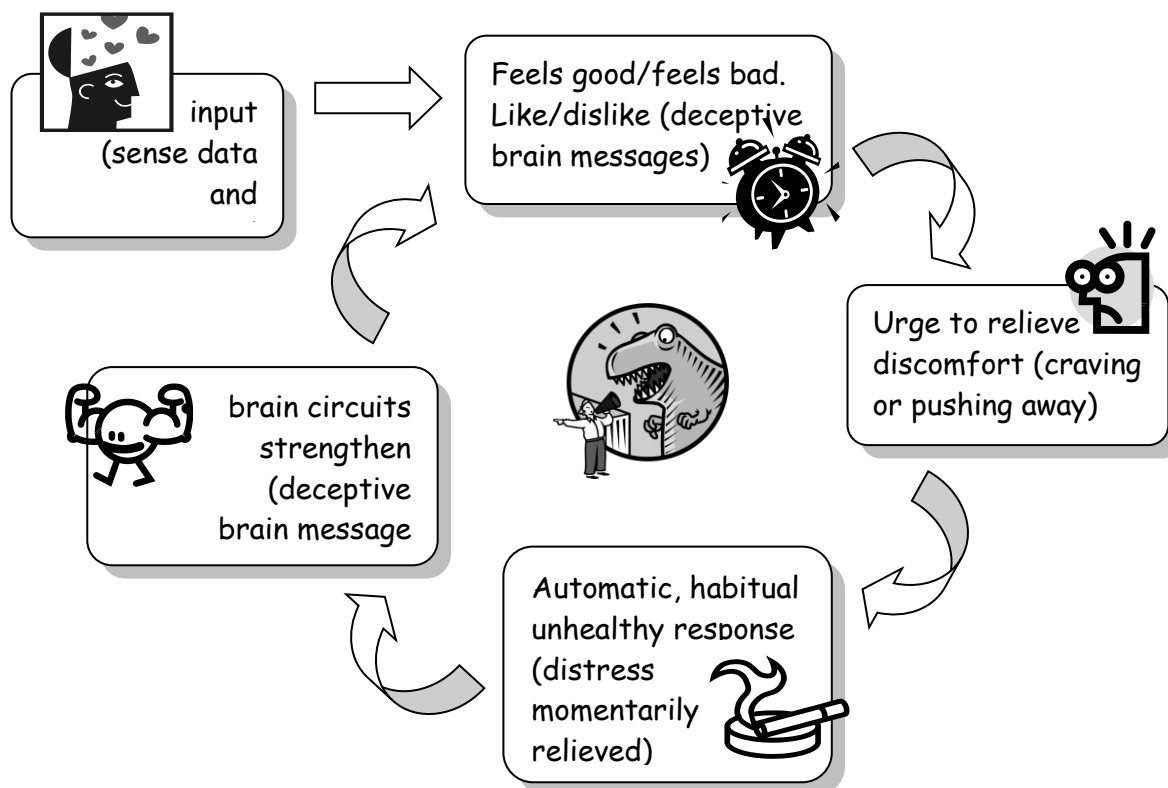 input
(sense data
and
Feels good/feels bad.
Like/dislike (deceptive
brain messages)
Urge to relieve
discomfort (craving
or pushing away)
Automatic, habitual
unhealthy response
(distress
momentarily
relieved)
brain circuits
strengthen
(deceptive
brain message